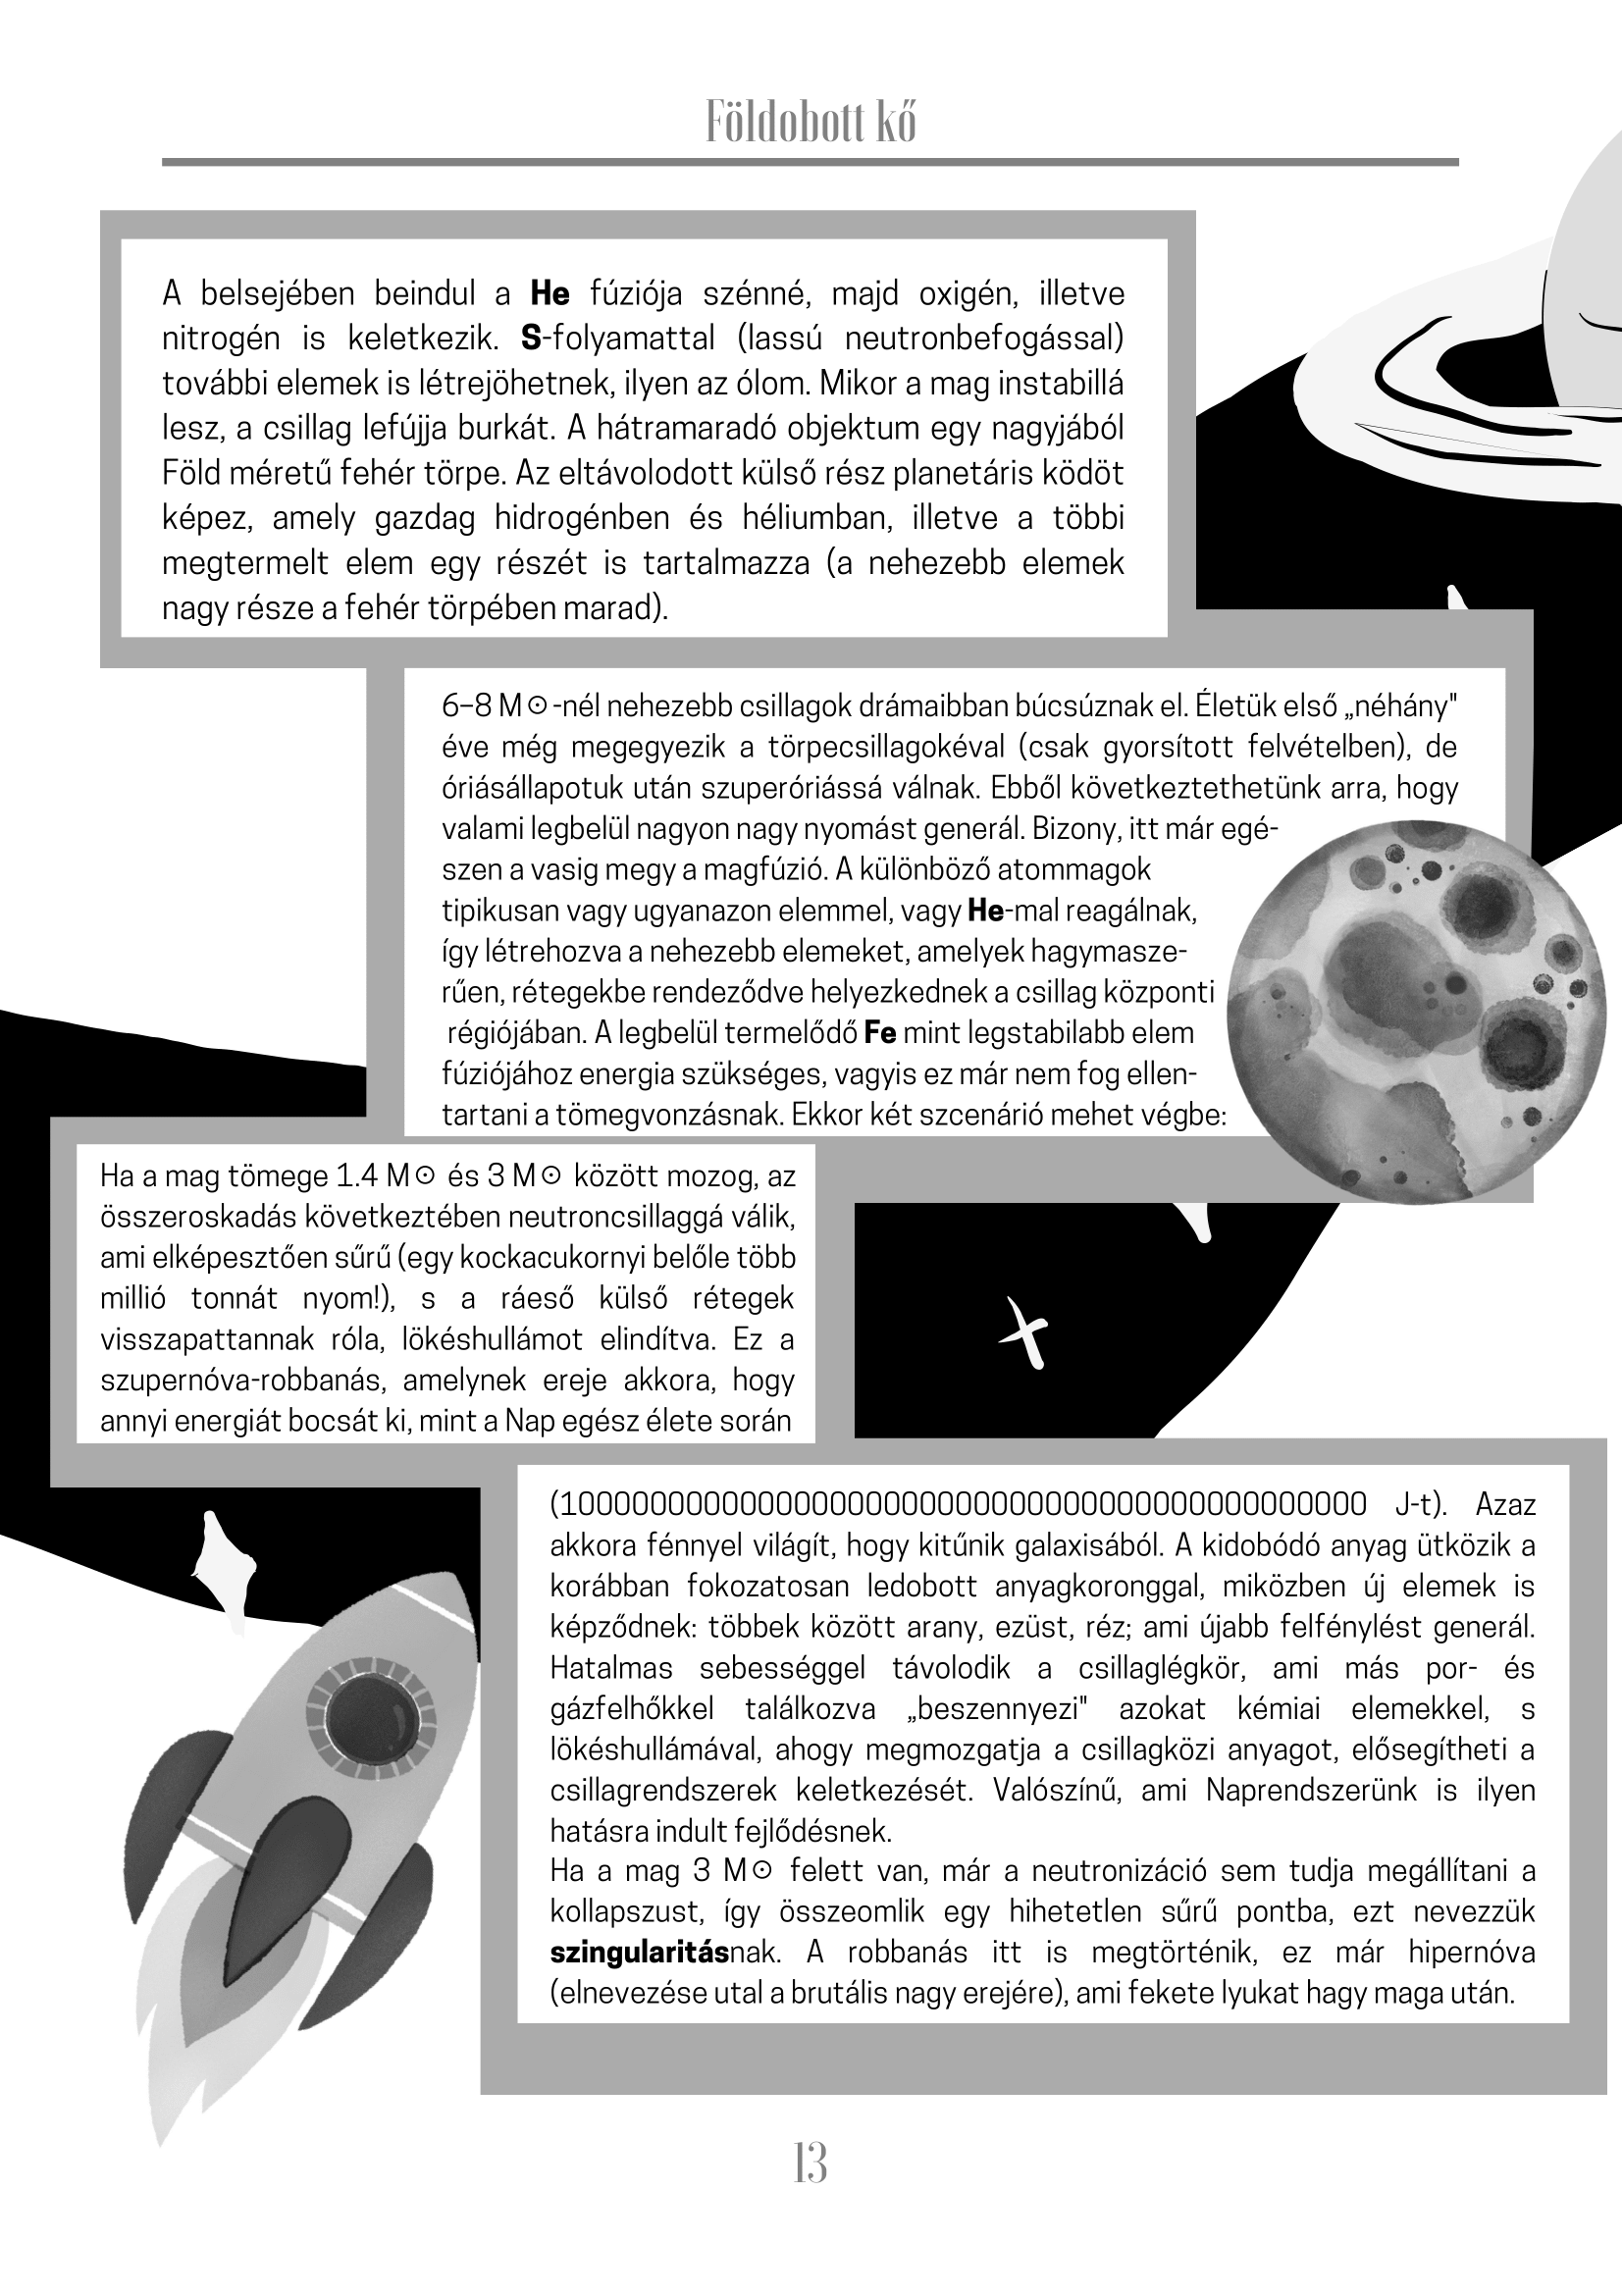 Földobott kő
A belsejében beindul a He fúziója szénné, majd oxigén, illetve
nitrogén is keletkezik. S-folyamattal (lassú neutronbefogással)
további elemek is létrejöhetnek, ilyen az ólom. Mikor a mag instabillá
lesz, a csillag lefújja burkát. A hátramaradó objektum egy nagyjából
Föld méretű fehér törpe. Az eltávolodott külső rész planetáris ködöt
képez, amely gazdag hidrogénben és héliumban, illetve a többi
megtermelt elem egy részét is tartalmazza (a nehezebb elemek
nagy része a fehér törpében marad).
6–8 M☉-nél nehezebb csillagok drámaibban búcsúznak el. Életük első „néhány"
éve még megegyezik a törpecsillagokéval (csak gyorsított felvételben), de
óriásállapotuk után szuperóriássá válnak. Ebből következtethetünk arra, hogy
valami legbelül nagyon nagy nyomást generál. Bizony, itt már egé-
szen a vasig megy a magfúzió. A különböző atommagok
tipikusan vagy ugyanazon elemmel, vagy He-mal reagálnak,
így létrehozva a nehezebb elemeket, amelyek hagymasze-
rűen, rétegekbe rendeződve helyezkednek a csillag központi
régiójában. A legbelül termelődő Fe mint legstabilabb elem
fúziójához energia szükséges, vagyis ez már nem fog ellen-
tartani a tömegvonzásnak. Ekkor két szcenárió mehet végbe:
Ha a mag tömege 1.4 M☉ és 3 M☉ között mozog, az
összeroskadás következtében neutroncsillaggá válik,
ami elképesztően sűrű (egy kockacukornyi belőle több
millió tonnát nyom!), s a ráeső külső rétegek
visszapattannak róla, lökéshullámot elindítva. Ez a
szupernóva-robbanás, amelynek ereje akkora, hogy
annyi energiát bocsát ki, mint a Nap egész élete során
(100000000000000000000000000000000000000000000 J-t). Azaz
akkora fénnyel világít, hogy kitűnik galaxisából. A kidobódó anyag ütközik a
korábban fokozatosan ledobott anyagkoronggal, miközben új elemek is
képződnek: többek között arany, ezüst, réz; ami újabb felfénylést generál.
Hatalmas sebességgel távolodik a csillaglégkör, ami más por- és
gázfelhőkkel találkozva „beszennyezi" azokat kémiai elemekkel, s
lökéshullámával, ahogy megmozgatja a csillagközi anyagot, elősegítheti a
csillagrendszerek keletkezését. Valószínű, ami Naprendszerünk is ilyen
hatásra indult fejlődésnek.
Ha a mag 3 M☉ felett van, már a neutronizáció sem tudja megállítani a
kollapszust, így összeomlik egy hihetetlen sűrű pontba, ezt nevezzük
szingularitásnak. A robbanás itt is megtörténik, ez már hipernóva
(elnevezése utal a brutális nagy erejére), ami fekete lyukat hagy maga után.
13